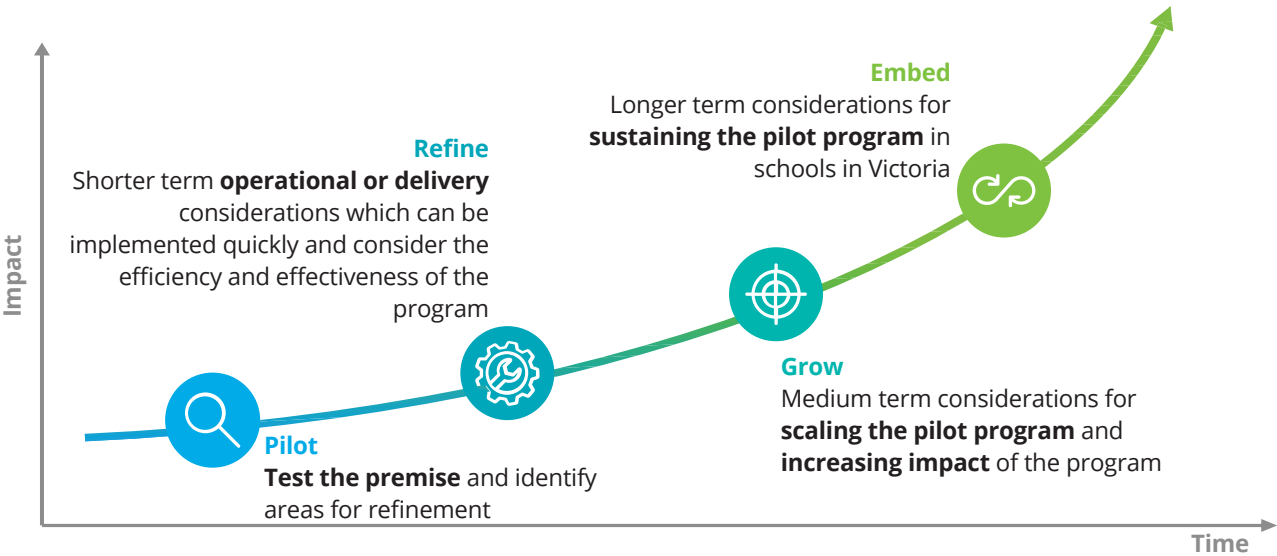 Impact
Refine
Shorter term operational or delivery
considerations which can be
implemented quickly and consider the
efficiency and effectiveness of the
program
Pilot
Test the premise and identify
areas for refinement
Embed
Longer term considerations for
sustaining the pilot program in
schools in Victoria
Grow
Medium term considerations for
scaling the pilot program and
increasing impact of the program
Time